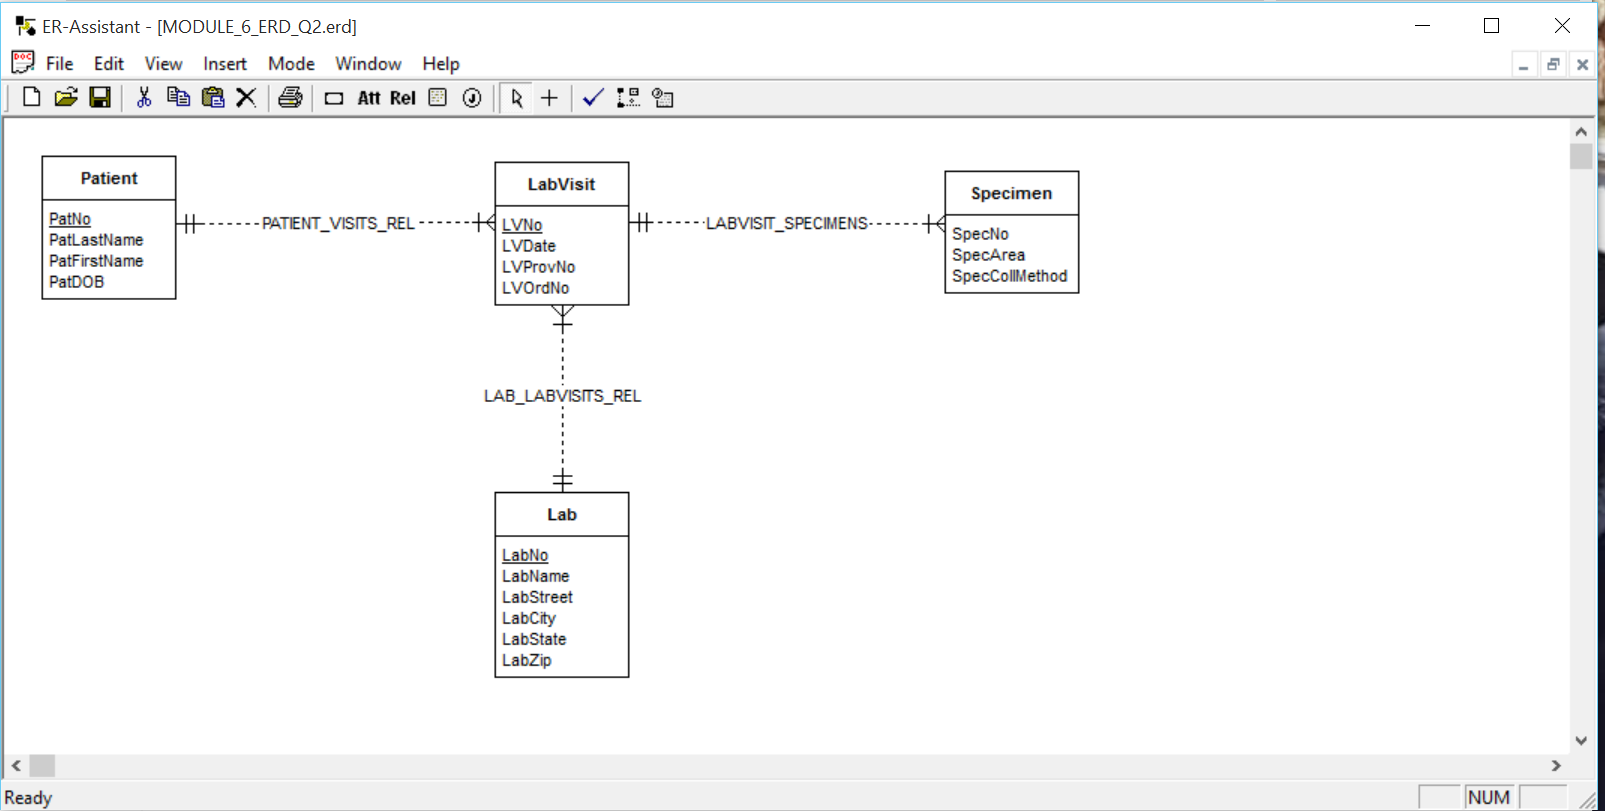 ER-Assistant - [MODULE_6_ERD_Q2.erd]
DOC File Edit View Insert Mode Window Help
Att Rel J
Patient
PatNo
PatLastName
PatFirstName
PatDOB
PATIENT_VISITS_REL
LabVisit
LVNo
LVDate
LVProvNo
LVOrdNo
LABVISIT_SPECIMENS
Specimen
SpecNo
SpecArea
SpecCollMethod
LAB_LABVISITS_REL
Lab
LabNo
LabName
LabStreet
LabCity
LabState
LabZip
Ready NUM